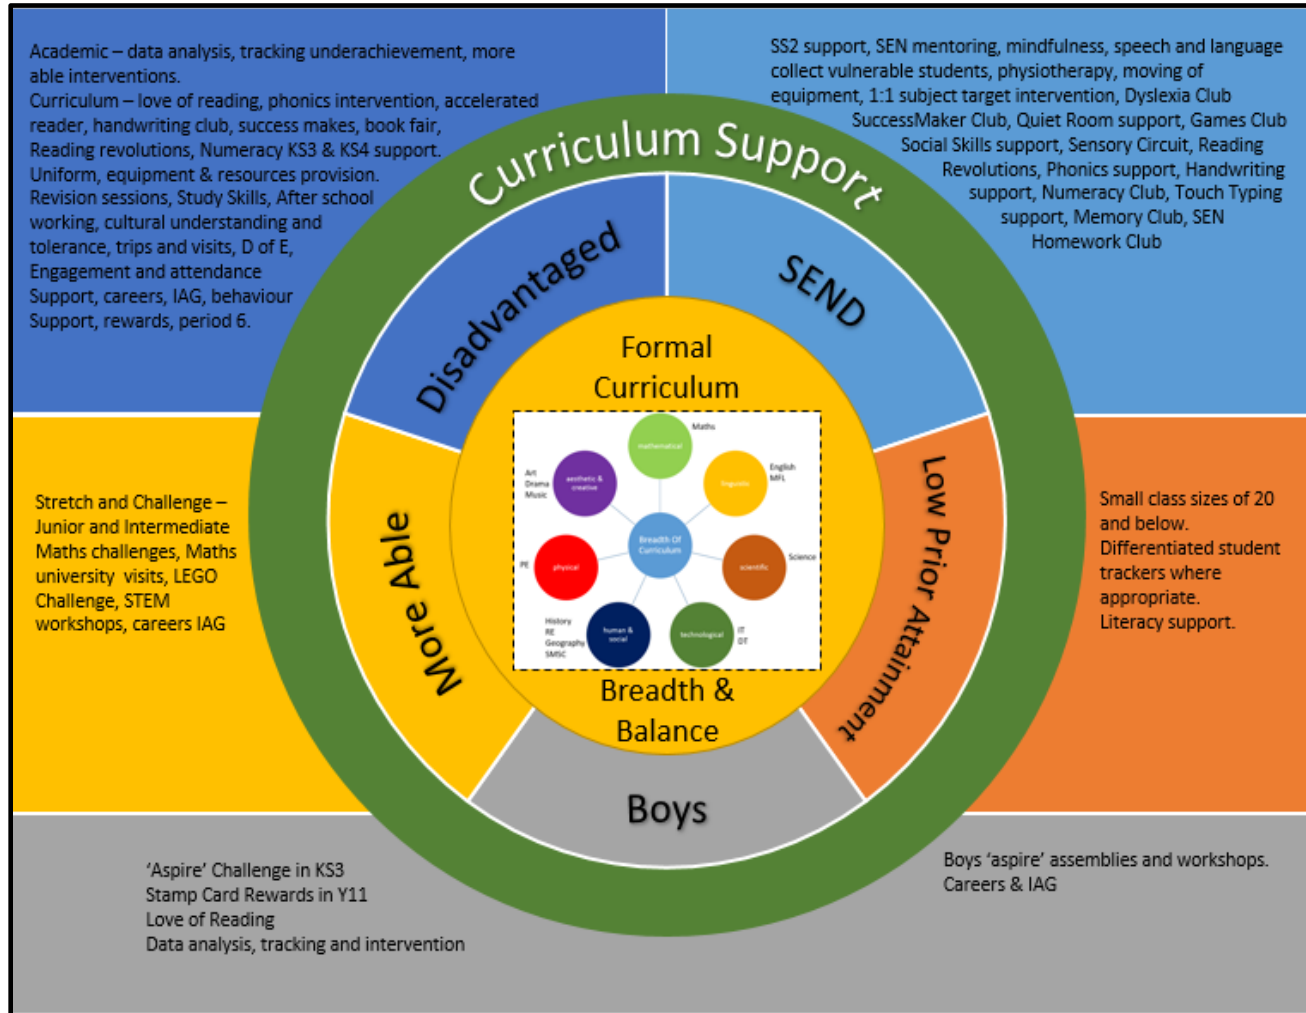 Academic – data analysis, tracking underachievement, more
able interventions.
Curriculum – love of reading, phonics intervention, accelerated
reader, handwriting club, success makes, book fair,
Reading revolutions, Numeracy KS3 & KS4 support.
Uniform, equipment & resources provision.
Revision sessions, Study Skills, After school
working, cultural understanding and
tolerance, trips and visits, D of E,
Engagement and attendance
Support, careers, IAG, behaviour
Support, rewards, period 6.
SS2 support, SEN mentoring, mindfulness, speech and language
collect vulnerable students, physiotherapy, moving of
equipment, 1:1 subject target intervention, Dyslexia Club
SuccessMaker Club, Quiet Room support, Games Club
Social Skills support, Sensory Circuit, Reading
Revolutions, Phonics support, Handwriting
support, Numeracy Club, Touch Typing
support, Memory Club, SEN
Homework Club
Curriculum Support
Disadvantaged
SEND
More Able
Low Prior Attainment
Boys
Formal
Curriculum
mathematical
Maths
aesthetic &
creative
Art
Drama
Music
linguistic
English
MFL
Breadth Of
Curriculum
physical
PE
scientific
Science
human &
social
History
RE
Geography
SMSC
technological
IT
DT
Breadth &
Balance
Stretch and Challenge –
Junior and Intermediate
Maths challenges, Maths
university visits, LEGO
Challenge, STEM
workshops, careers IAG
Small class sizes of 20
and below.
Differentiated student
trackers where
appropriate.
Literacy support.
‘Aspire’ Challenge in KS3
Stamp Card Rewards in Y11
Love of Reading
Data analysis, tracking and intervention
Boys ‘aspire’ assemblies and workshops.
Careers & IAG